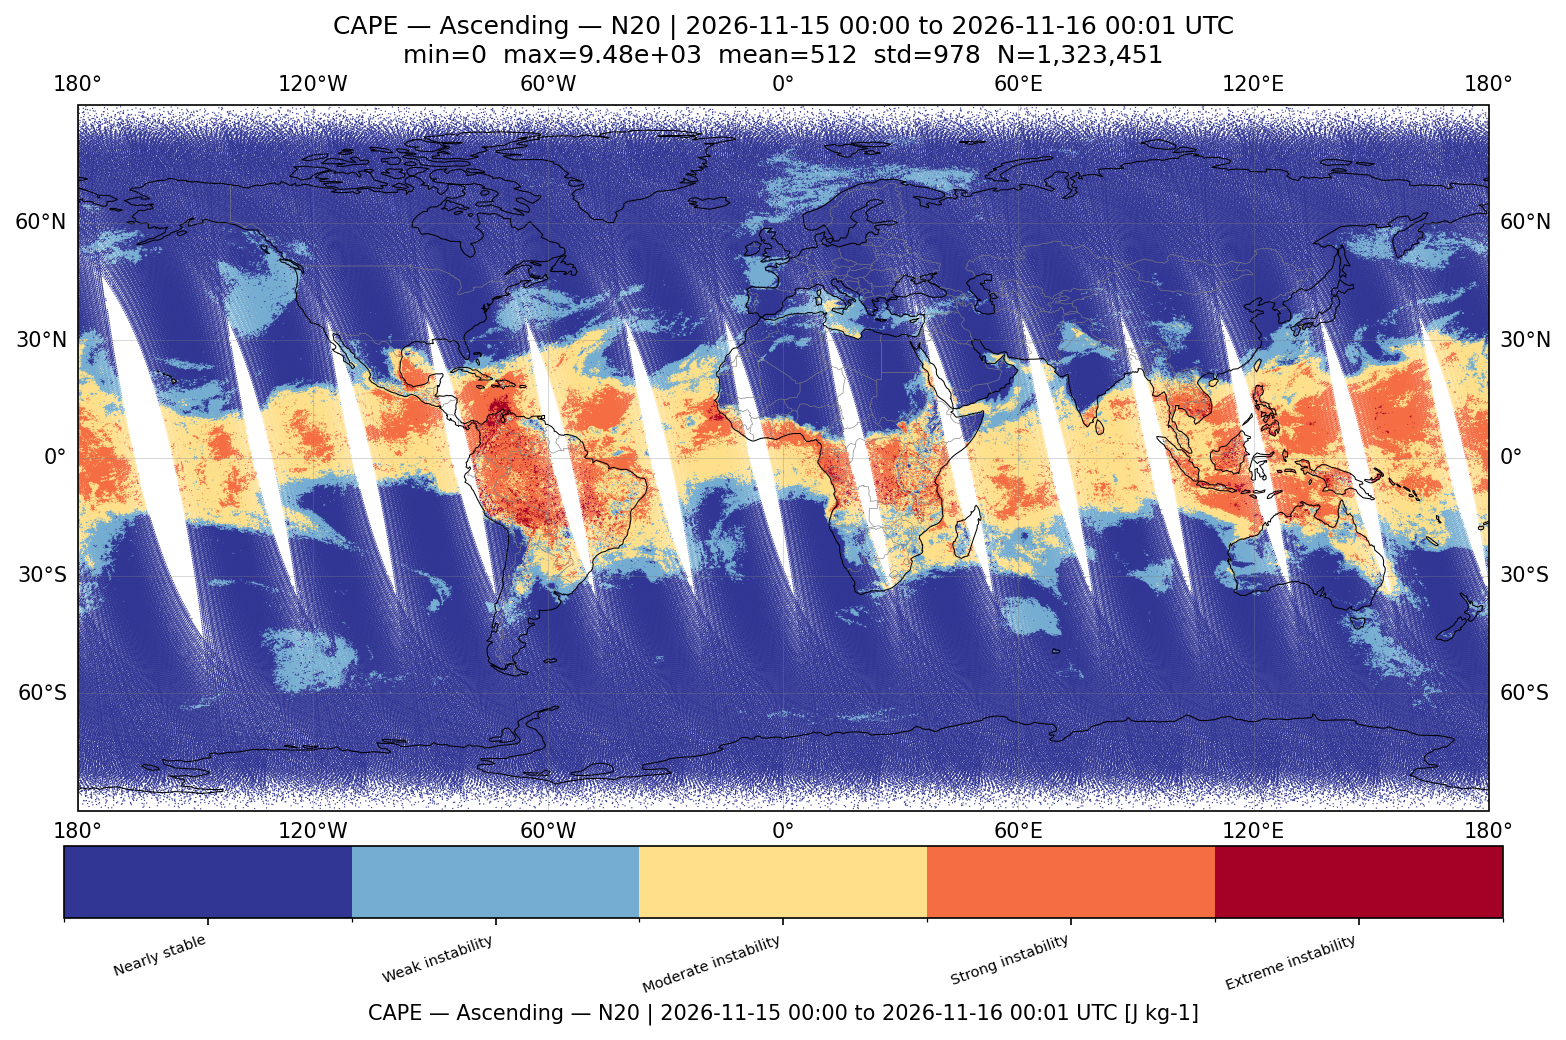 CAPE — Ascending — N20 | 2026-11-15 00:00 to 2026-11-16 00:01 UTC
min=0 max=9.48e+03 mean=512 std=978 N=1,323,451
180° 120°W 60°W 0° 60°E 120°E 180°
60°N 60°N
30°N 30°N
0° 0°
30°S 30°S
60°S 60°S
180° 120°W 60°W 0° 60°E 120°E 180°
Nearly stable Weak instability Moderate instability Strong instability Extreme instability
CAPE — Ascending — N20 | 2026-11-15 00:00 to 2026-11-16 00:01 UTC [J kg-1]